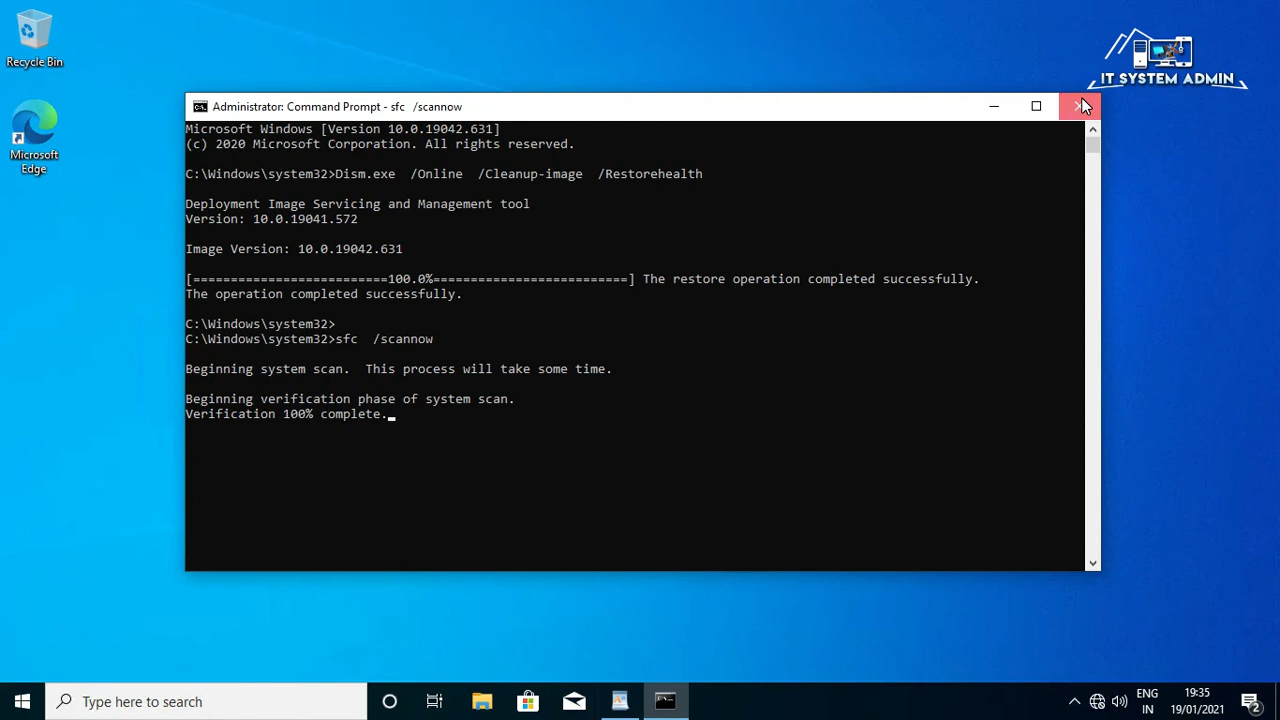 Recycle Bin
Microsoft
Edge
IT SYSTEM ADMIN
Administrator: Command Prompt - sfc  /scannow
Microsoft Windows [Version 10.0.19042.631]
(c) 2020 Microsoft Corporation. All rights reserved.
C:\Windows\system32>Dism.exe  /Online  /Cleanup-image  /Restorehealth
Deployment Image Servicing and Management tool
Version: 10.0.19041.572
Image Version: 10.0.19042.631
[==========================100.0%==========================] The restore operation completed successfully.
The operation completed successfully.
C:\Windows\system32>
C:\Windows\system32>sfc  /scannow
Beginning system scan.  This process will take some time.
Beginning verification phase of system scan.
Verification 100% complete.
Type here to search
ENG
IN
19:35
19/01/2021
2